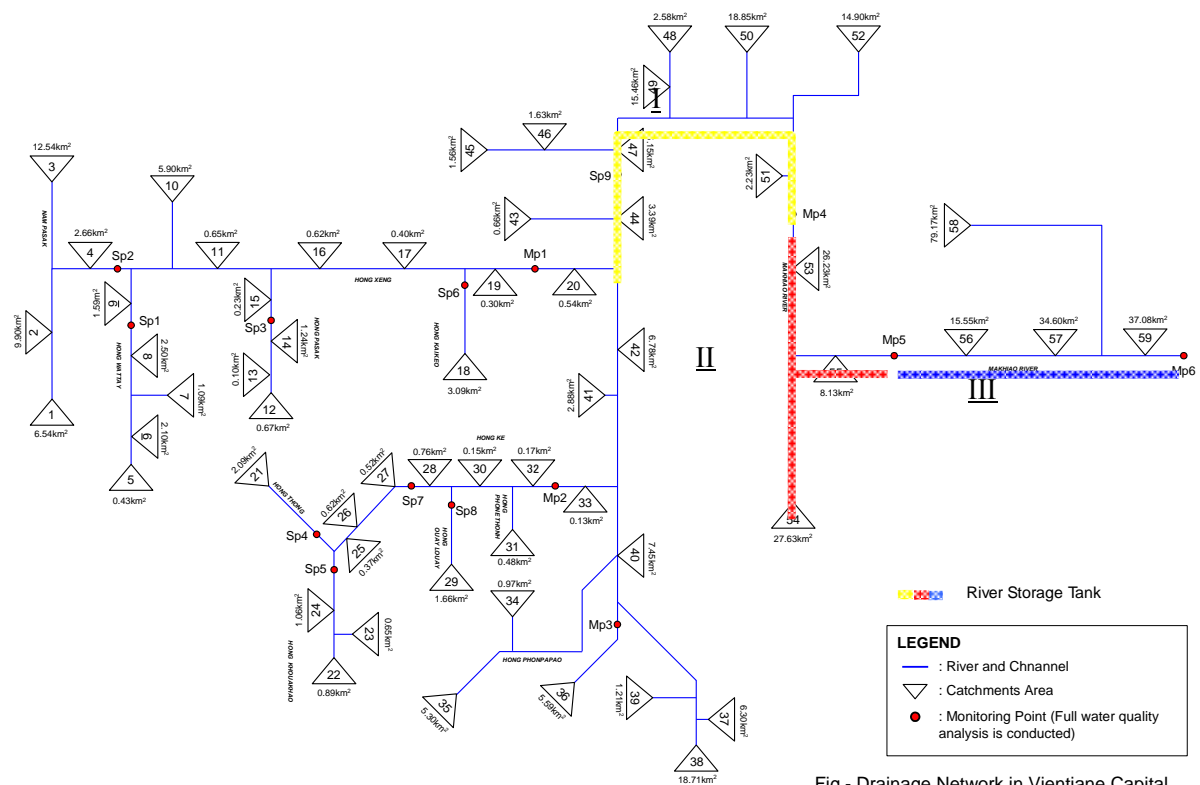 2.58km²
18.85km²
14.90km²
48
50
52
15.46km²
49
I
12.54km²
3
5.90km²
10
1.63km²
46
1.56km²
45
47
.15km²
Sp9
2.23km²
51
Mp4
NAM PASAK
0.66km²
43
44
3.39km²
79.17km²
58
2.66km²
4
Sp2
0.65km²
11
0.62km²
16
0.40km²
17
HONG XENG
Mp1
Sp6
19
0.30km²
20
0.54km²
MAKHIAO RIVER
53
26.23km²
9.90km²
2
1.59m²
Sp1
8
2.50km²
HONG WATTAY
7
1.09km²
2.10km²
5
0.43km²
1
6.54km²
0.23km²
15
Sp3
14
1.24km²
HONG PASAK
0.10km²
13
12
0.67km²
HONG KAIKEO
18
3.09km²
42
6.78km²
II
2.88km²
41
Mp5
15.55km²
56
34.60km²
57
37.08km²
59
Mp6
MAKHIAO RIVER
III
8.13km²
HONG KE
2.09km²
21
HONG THONG
0.62km²
26
0.52km²
27
0.76km²
28
0.15km²
30
0.17km²
32
Sp7
Sp8
Mp2
33
0.13km²
Sp4
25
0.37km²
Sp5
HONG OUAY LOUAY
29
1.66km²
HONG PHONETHONH
31
0.48km²
54
27.63km²
1.06km²
24
23
0.65km²
HONG KHOUAKHAO
22
0.89km²
0.97km²
34
40
7.45km²
Mp3
HONG PHONPAPAO
35
5.30km²
36
5.59km²
39
1.21km²
37
6.30km²
38
18.71km²
River Storage Tank
LEGEND
: River and Chnannel
: Catchments Area
: Monitoring Point (Full water quality
analysis is conducted)
Fig - Drainage Network in Vientiane Capital